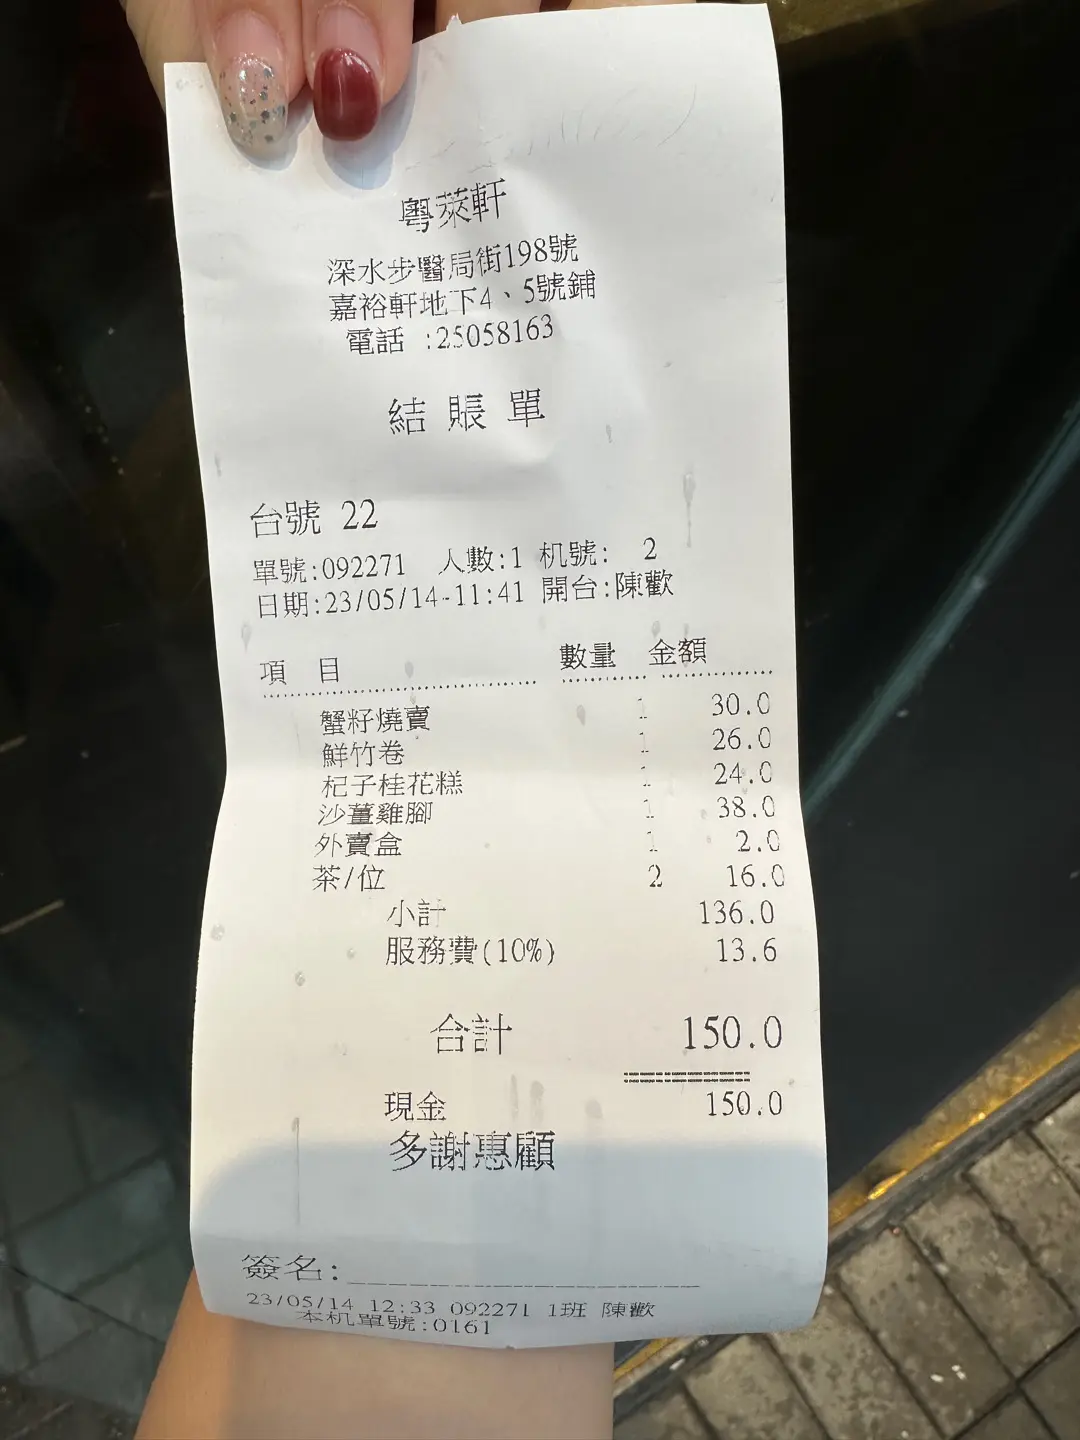 粵萊軒
深水步醫局街198號
嘉裕軒地下4、5號鋪
電話 :25058163
結賬單
台號 22
單號:092271 人數:1 机號: 2
日期:23/05/14-11:41 開台:陳歡
項 目 數量 金額
蟹籽燒賣 1 30.0
鮮竹卷 1 26.0
杞子桂花糕 1 24.0
沙薑雞腳 1 38.0
外賣盒 1 2.0
茶/位 2 16.0
小計 136.0
服務費(10%) 13.6
合計 150.0
現金 150.0
多謝惠顧
簽名:
23/05/14 12:33 092271 1班 陳歡
本机單號:0161